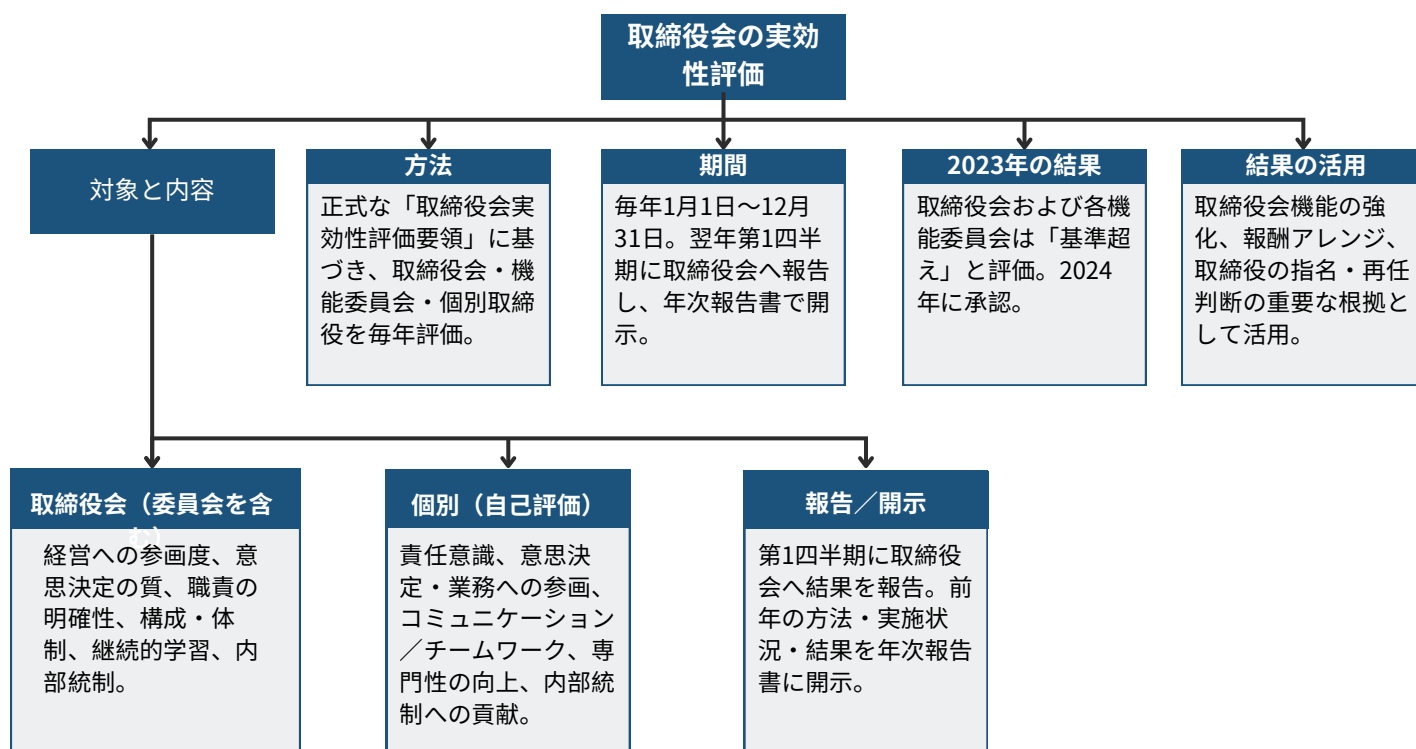 取締役会の実効
性評価
対象と内容
方法
正式な「取締役会実
効性評価要領」に基
づき、取締役会・機
能委員会・個別取締
役を毎年評価。
期間
毎年1月1日～12月
31日。翌年第1四半
期に取締役会へ報告
し、年次報告書で開
示。
2023年の結果
取締役会および各機
能委員会は「基準超
え」と評価。2024
年に承認。
結果の活用
取締役会機能の強
化、報酬アレンジ、
取締役の指名・再任
判断の重要な根拠と
して活用。
取締役会（委員会を含
む）
経営への参画度、意
思決定の質、職責の
明確性、構成・体
制、継続的学習、内
部統制。
個別（自己評価）
責任意識、意思決
定・業務への参画、
コミュニケーション
／チームワーク、専
門性の向上、内部統
制への貢献。
報告／開示
第1四半期に取締役
会へ結果を報告。前
年の方法・実施状
況・結果を年次報告
書に開示。